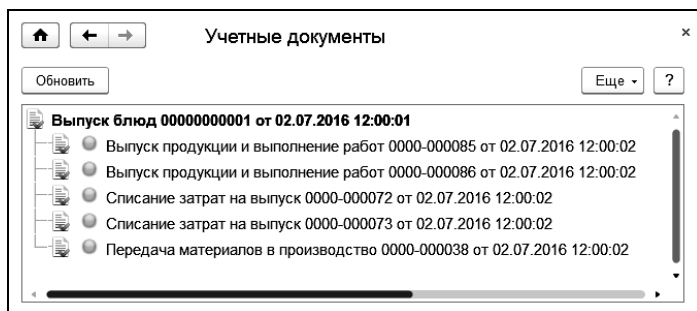 Учетные документы
Обновить
Еще
?
Выпуск блюд 00000000001 от 02.07.2016 12:00:01
Выпуск продукции и выполнение работ 0000-000085 от 02.07.2016 12:00:02
Выпуск продукции и выполнение работ 0000-000086 от 02.07.2016 12:00:02
Списание затрат на выпуск 0000-000072 от 02.07.2016 12:00:02
Списание затрат на выпуск 0000-000073 от 02.07.2016 12:00:02
Передача материалов в производство 0000-000038 от 02.07.2016 12:00:02